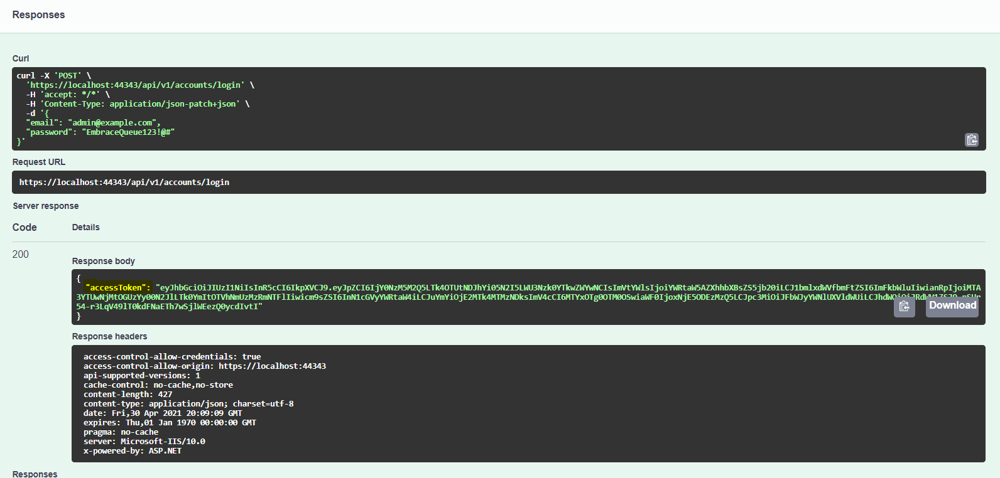 Responses
Curl
curl -X 'POST' \
'https://localhost:44343/api/v1/accounts/login' \
-H 'accept: */*' \
-H 'Content-Type: application/json-patch+json' \
-d '{
"email": "admin@example.com",
"password": "EmbraceQueue123!@#"
}'
Request URL
https://localhost:44343/api/v1/accounts/login
Server response
Code Details
200
Response body
{
"accessToken":
Download
}
Response headers
access-control-allow-credentials: true
access-control-allow-origin: https://localhost:44343
api-supported-versions: 1
cache-control: no-cache,no-store
content-length: 427
content-type: application/json; charset=utf-8
date: Fri,30 Apr 2021 20:09:09 GMT
expires: Thu,01 Jan 1970 00:00:00 GMT
pragma: no-cache
server: Microsoft-IIS/10.0
x-powered-by: ASP.NET
Responses